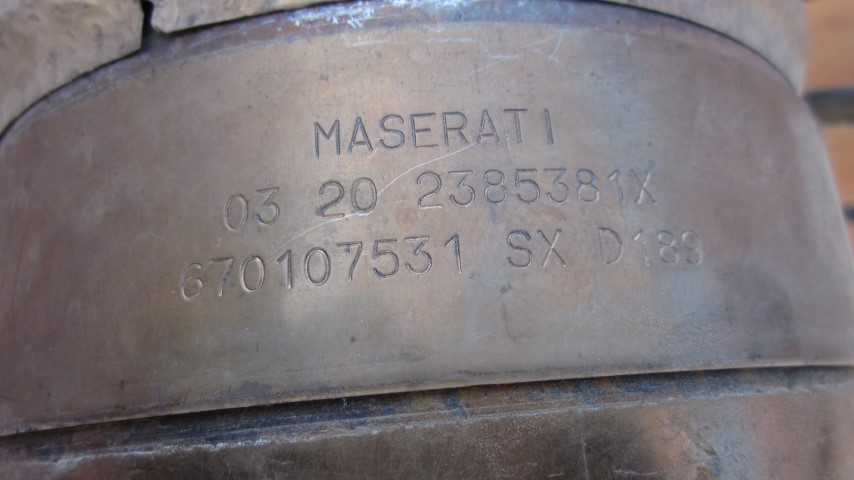 MASERATI
03 20 2385381X
670107531 SX D189